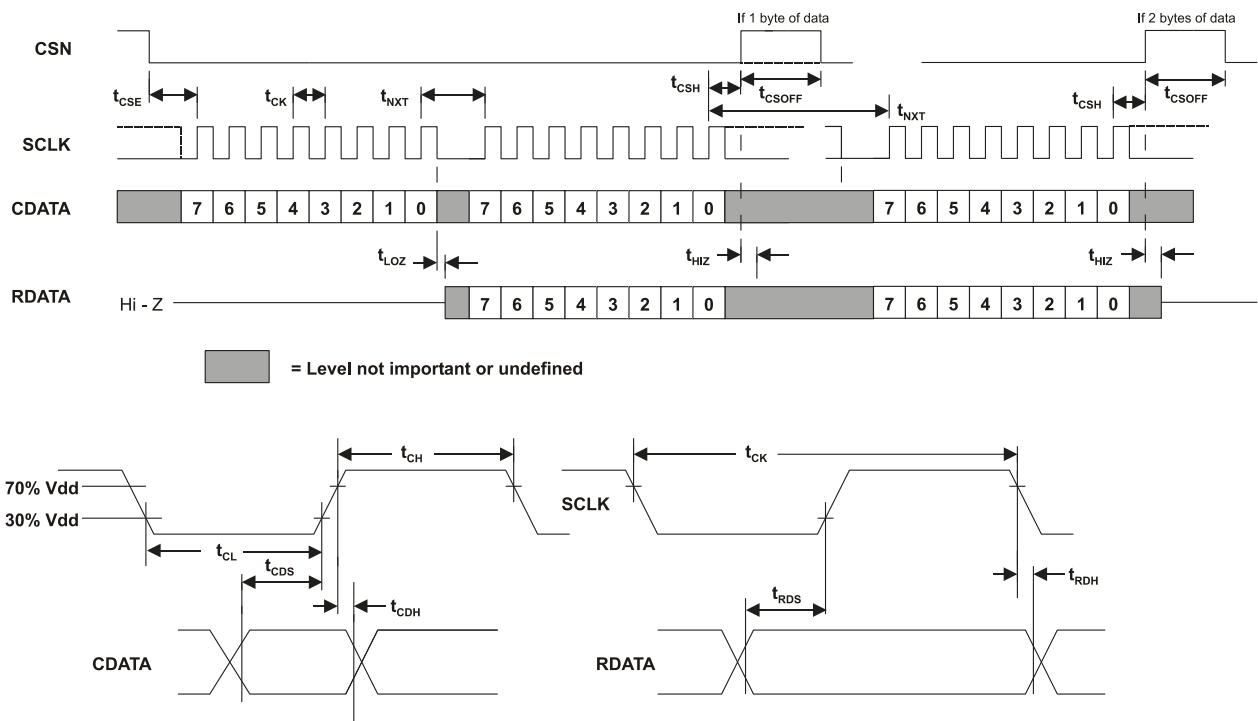 If 1 byte of data
If 2 bytes of data
CSN
tCSE
tCK
tNXT
tCSH
tCSOFF
tNXT
tCSH
tCSOFF
SCLK
CDATA
7 6 5 4 3 2 1 0
7 6 5 4 3 2 1 0
7 6 5 4 3 2 1 0
tLOZ
tHIZ
tHIZ
RDATA
Hi - Z
7 6 5 4 3 2 1 0
7 6 5 4 3 2 1 0
= Level not important or undefined
tCH
tCK
70% Vdd
30% Vdd
SCLK
tCL
tCDS
tCDH
tRDS
tRDH
CDATA
RDATA